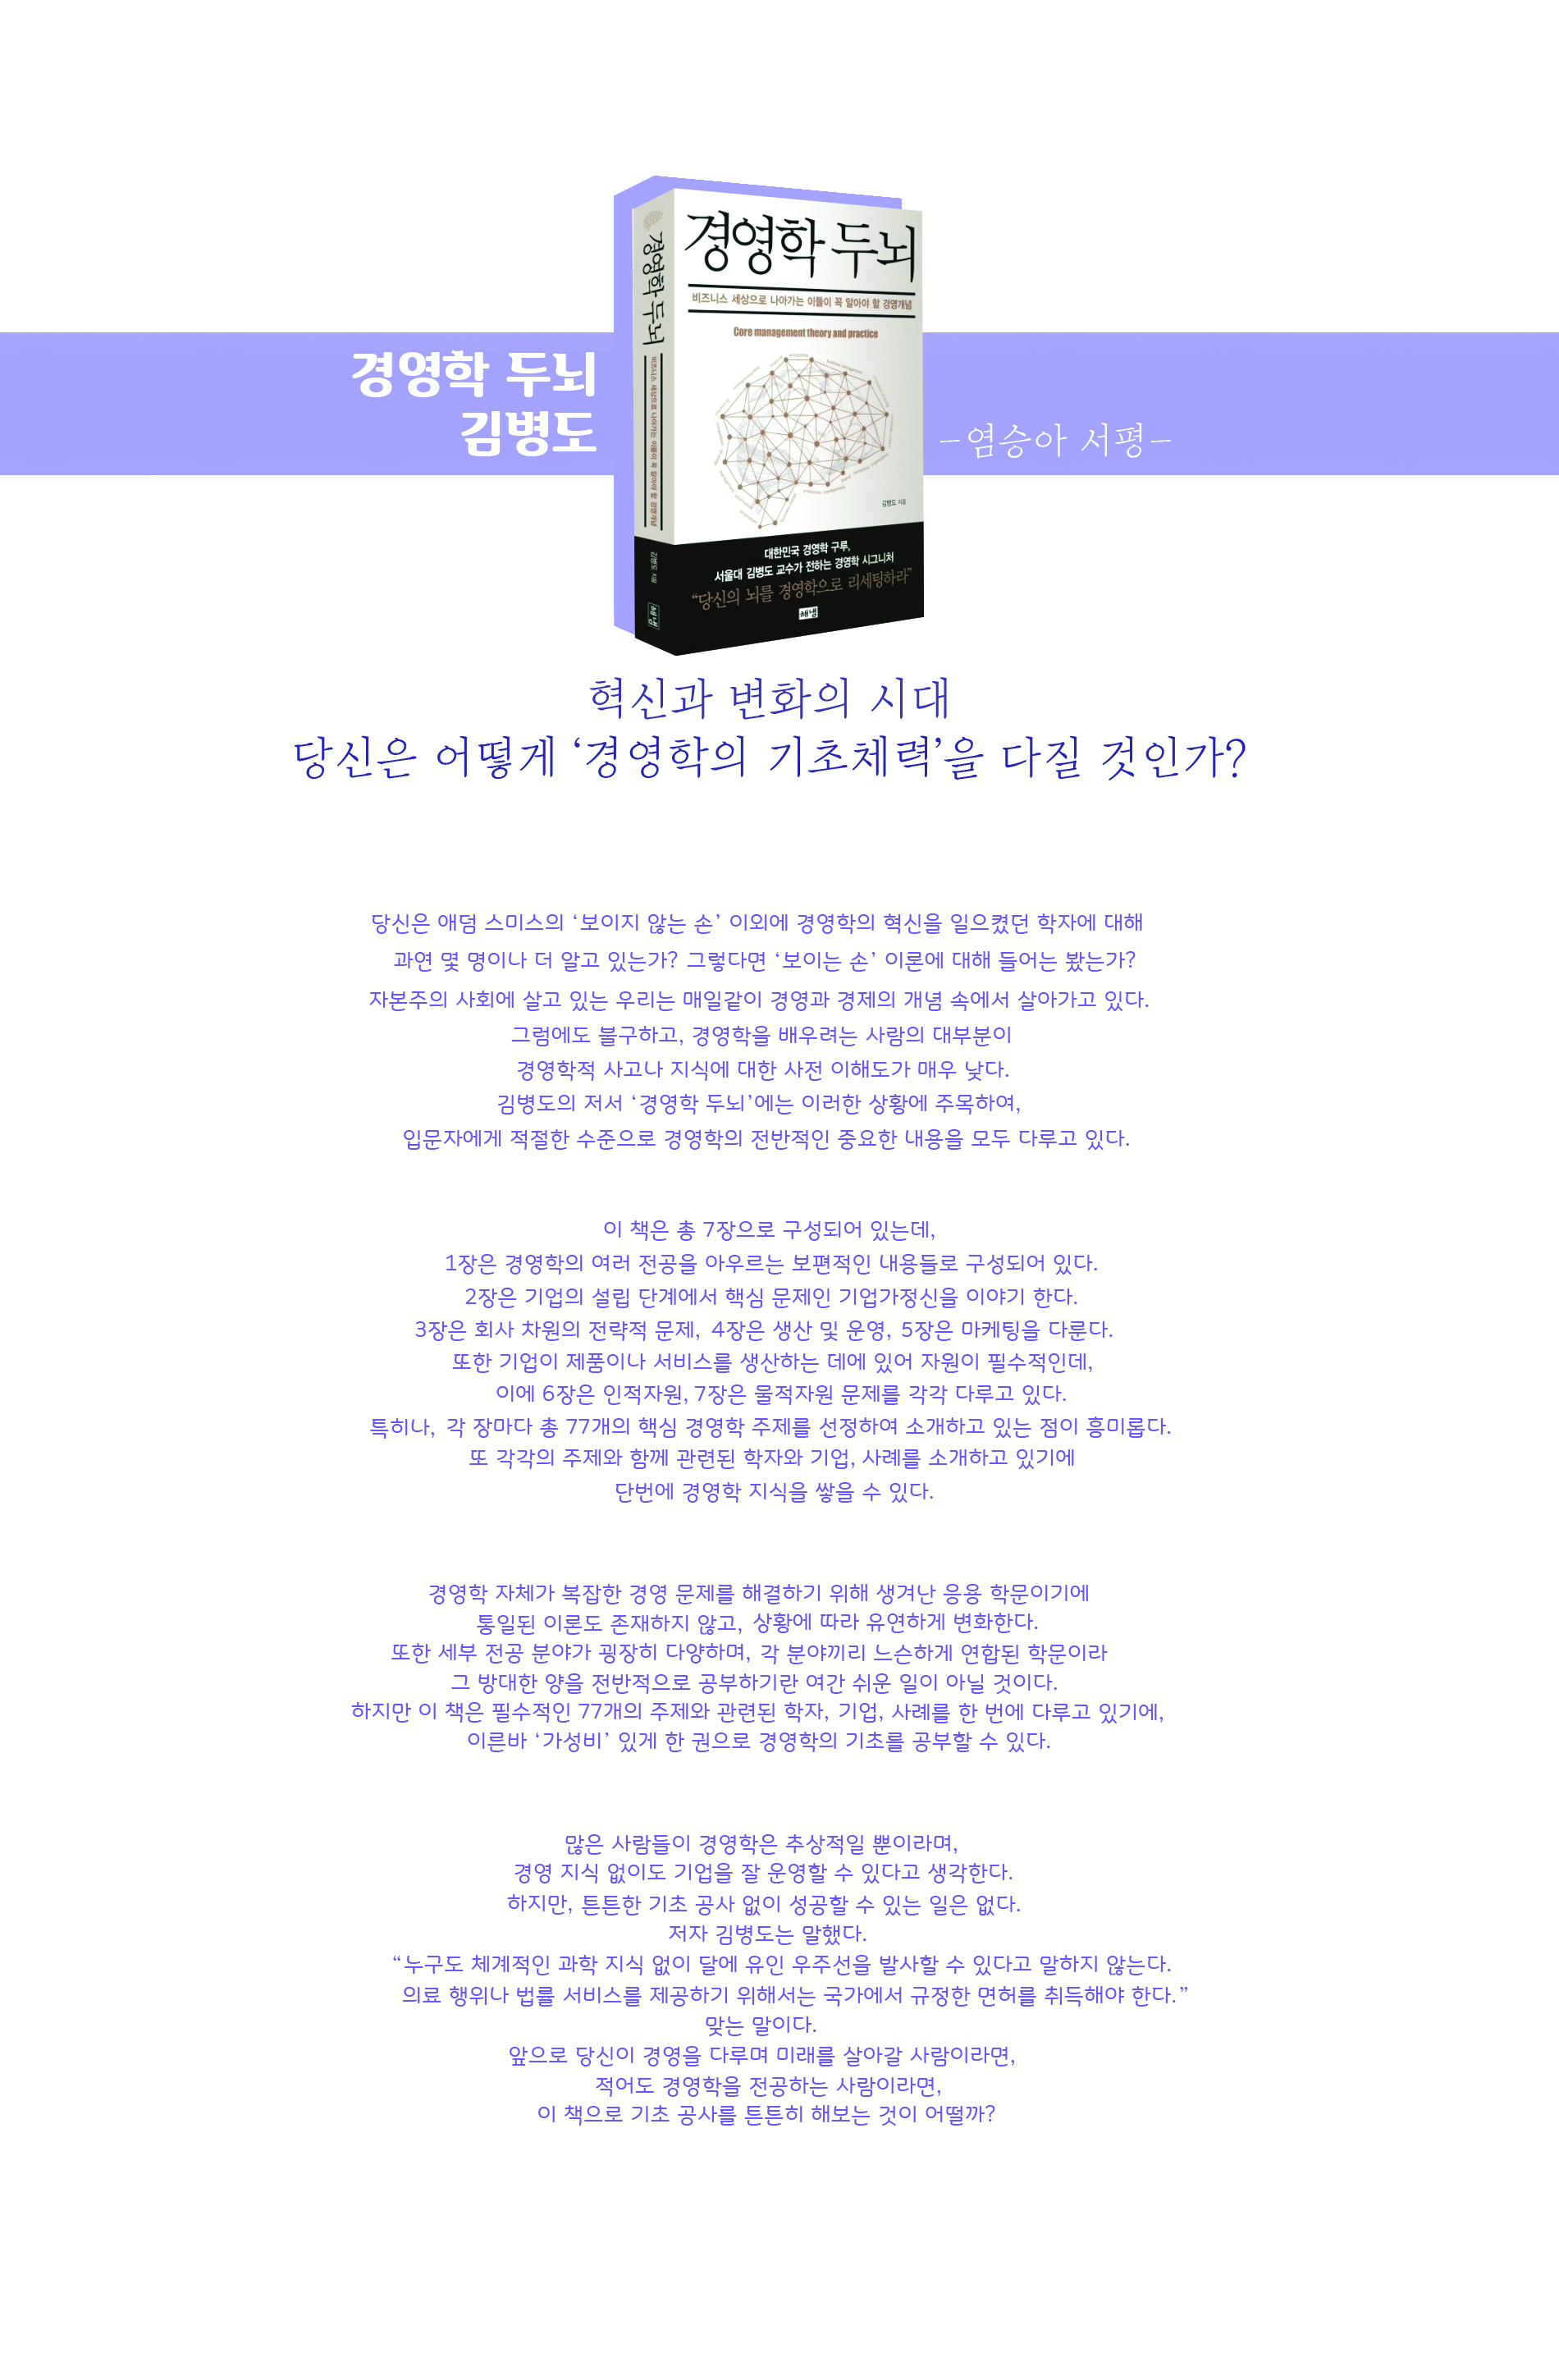 경영학 두뇌
김병도
경영학 두뇌
비즈니스 세상으로 나아가는 이들이 꼭 알아야 할 경영개념
김병도 지음
해냄
경영학 두뇌
비즈니스 세상으로 나아가는 이들이 꼭 알아야 할 경영개념
Core management theory and practice
김병도 지음
대한민국 경영학 구루,
서울대 김병도 교수가 전하는 경영학 시그니처
“당신의 뇌를 경영학으로 리세팅하라”
해냄
-염승아 서평-
혁신과 변화의 시대
당신은 어떻게 ‘경영학의 기초체력’을 다질 것인가?
당신은 애덤 스미스의 ‘보이지 않는 손’ 이외에 경영학의 혁신을 일으켰던 학자에 대해
과연 몇 명이나 더 알고 있는가? 그렇다면 ‘보이는 손’ 이론에 대해 들어는 봤는가?
자본주의 사회에 살고 있는 우리는 매일같이 경영과 경제의 개념 속에서 살아가고 있다.
그럼에도 불구하고, 경영학을 배우려는 사람의 대부분이
경영학적 사고나 지식에 대한 사전 이해도가 매우 낮다.
김병도의 저서 ‘경영학 두뇌’에는 이러한 상황에 주목하여,
입문자에게 적절한 수준으로 경영학의 전반적인 중요한 내용을 모두 다루고 있다.
이 책은 총 7장으로 구성되어 있는데,
1장은 경영학의 여러 전공을 아우르는 보편적인 내용들로 구성되어 있다.
2장은 기업의 설립 단계에서 핵심 문제인 기업가정신을 이야기 한다.
3장은 회사 차원의 전략적 문제, 4장은 생산 및 운영, 5장은 마케팅을 다룬다.
또한 기업이 제품이나 서비스를 생산하는 데에 있어 자원이 필수적인데,
이에 6장은 인적자원, 7장은 물적자원 문제를 각각 다루고 있다.
특히나, 각 장마다 총 77개의 핵심 경영학 주제를 선정하여 소개하고 있는 점이 흥미롭다.
또 각각의 주제와 함께 관련된 학자와 기업, 사례를 소개하고 있기에
단번에 경영학 지식을 쌓을 수 있다.
경영학 자체가 복잡한 경영 문제를 해결하기 위해 생겨난 응용 학문이기에
통일된 이론도 존재하지 않고, 상황에 따라 유연하게 변화한다.
또한 세부 전공 분야가 굉장히 다양하며, 각 분야끼리 느슨하게 연합된 학문이라
그 방대한 양을 전반적으로 공부하기란 여간 쉬운 일이 아닐 것이다.
하지만 이 책은 필수적인 77개의 주제와 관련된 학자, 기업, 사례를 한 번에 다루고 있기에,
이른바 ‘가성비’ 있게 한 권으로 경영학의 기초를 공부할 수 있다.
많은 사람들이 경영학은 추상적일 뿐이라며,
경영 지식 없이도 기업을 잘 운영할 수 있다고 생각한다.
하지만, 튼튼한 기초 공사 없이 성공할 수 있는 일은 없다.
저자 김병도는 말했다.
“누구도 체계적인 과학 지식 없이 달에 유인 우주선을 발사할 수 있다고 말하지 않는다.
의료 행위나 법률 서비스를 제공하기 위해서는 국가에서 규정한 면허를 취득해야 한다.”
맞는 말이다.
앞으로 당신이 경영을 다루며 미래를 살아갈 사람이라면,
적어도 경영학을 전공하는 사람이라면,
이 책으로 기초 공사를 튼튼히 해보는 것이 어떨까?